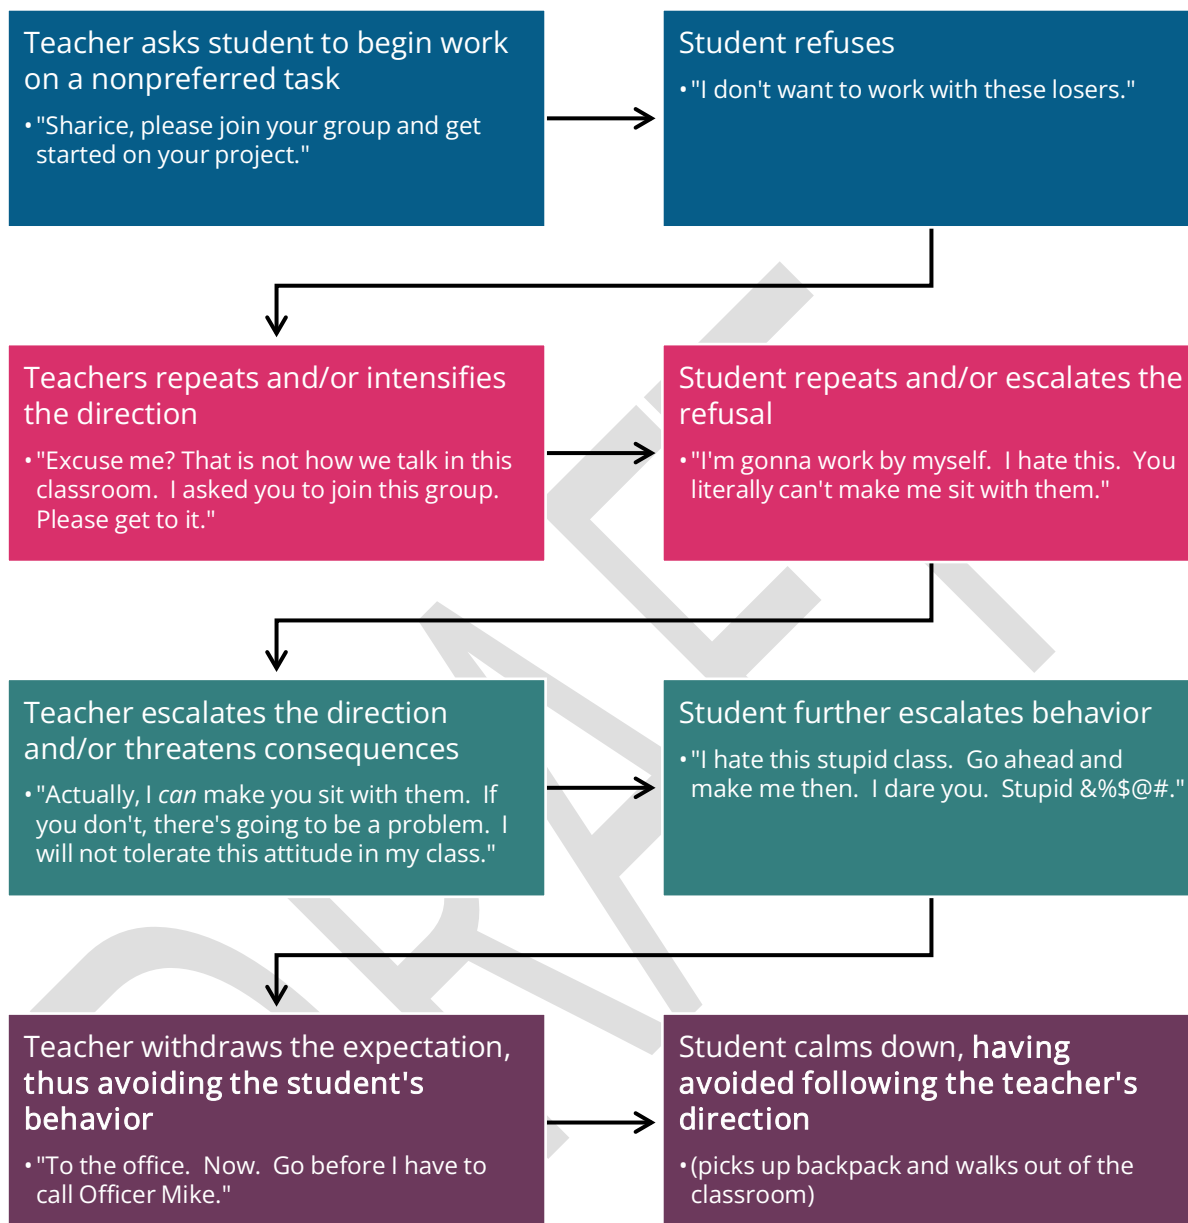 Teacher asks student to begin work
on a nonpreferred task
• "Sharice, please join your group and get
started on your project."
Student refuses
• "I don't want to work with these losers."
Teachers repeats and/or intensifies
the direction
• "Excuse me? That is not how we talk in this
classroom. I asked you to join this group.
Please get to it."
Student repeats and/or escalates the
refusal
• "I'm gonna work by myself. I hate this. You
literally can't make me sit with them."
Teacher escalates the direction
and/or threatens consequences
• "Actually, I can make you sit with them. If
you don't, there's going to be a problem. I
will not tolerate this attitude in my class."
Student further escalates behavior
• "I hate this stupid class. Go ahead and
make me then. I dare you. Stupid &%$@#."
Teacher withdraws the expectation,
thus avoiding the student's
behavior
• "To the office. Now. Go before I have to
call Officer Mike."
Student calms down, having
avoided following the teacher's
direction
• (picks up backpack and walks out of the
classroom)
DRAFT